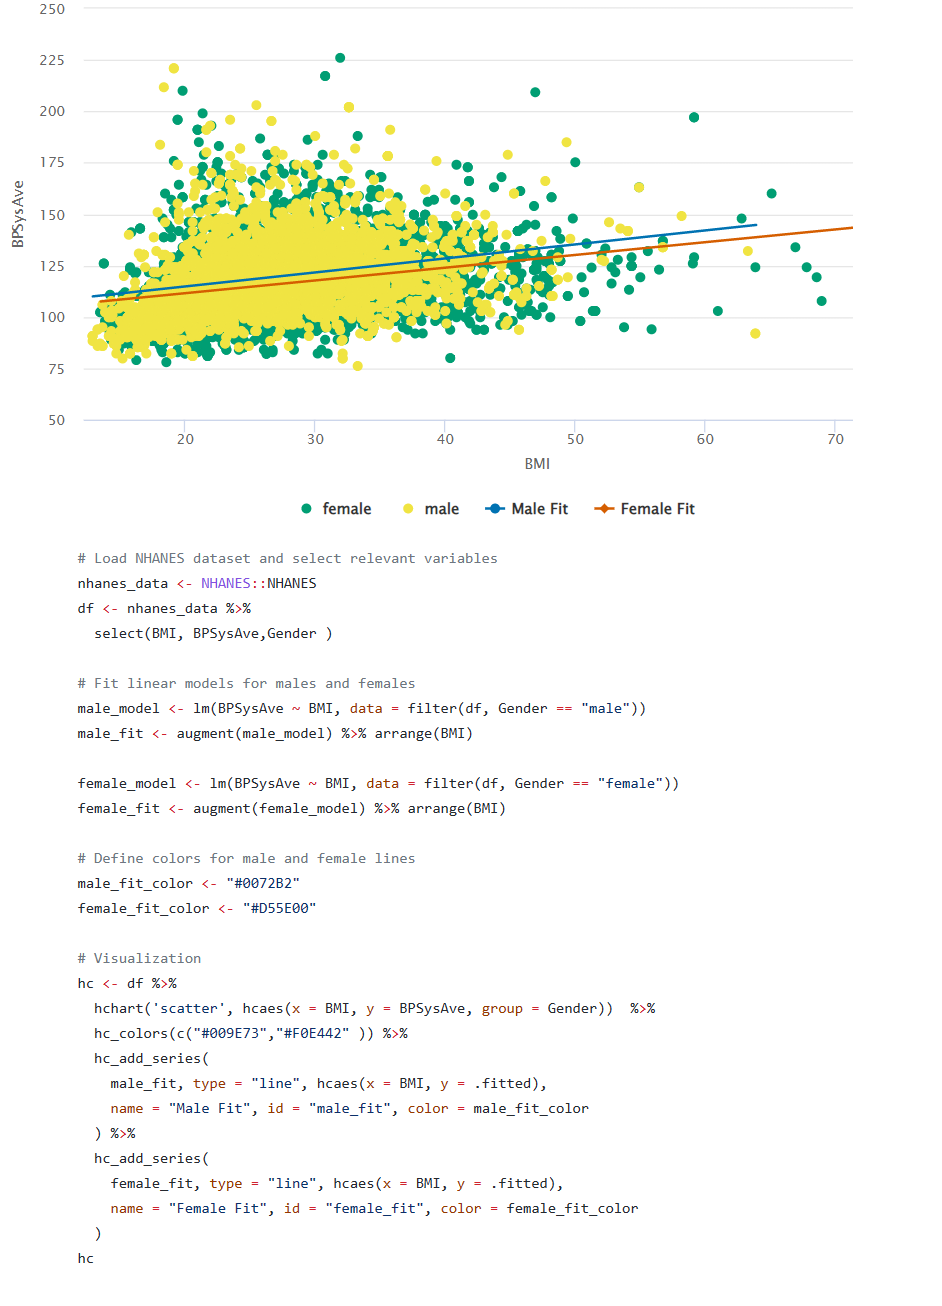 250
225
200
175
150
125
100
75
50
BPSysAve
20 30 40 50 60 70
BMI
female male Male Fit Female Fit
# Load NHANES dataset and select relevant variables
nhanes_data <- NHANES::NHANES
df <- nhanes_data %>%
  select(BMI, BPSysAve,Gender )
# Fit linear models for males and females
male_model <- lm(BPSysAve ~ BMI, data = filter(df, Gender == "male"))
male_fit <- augment(male_model) %>% arrange(BMI)
female_model <- lm(BPSysAve ~ BMI, data = filter(df, Gender == "female"))
female_fit <- augment(female_model) %>% arrange(BMI)
# Define colors for male and female lines
male_fit_color <- "#0072B2"
female_fit_color <- "#D55E00"
# Visualization
hc <- df %>%
  hchart('scatter', hcaes(x = BMI, y = BPSysAve, group = Gender))  %>%
  hc_colors(c("#009E73","#F0E442" )) %>%
  hc_add_series(
    male_fit, type = "line", hcaes(x = BMI, y = .fitted),
    name = "Male Fit", id = "male_fit", color = male_fit_color
  ) %>%
  hc_add_series(
    female_fit, type = "line", hcaes(x = BMI, y = .fitted),
    name = "Female Fit", id = "female_fit", color = female_fit_color
  )
hc